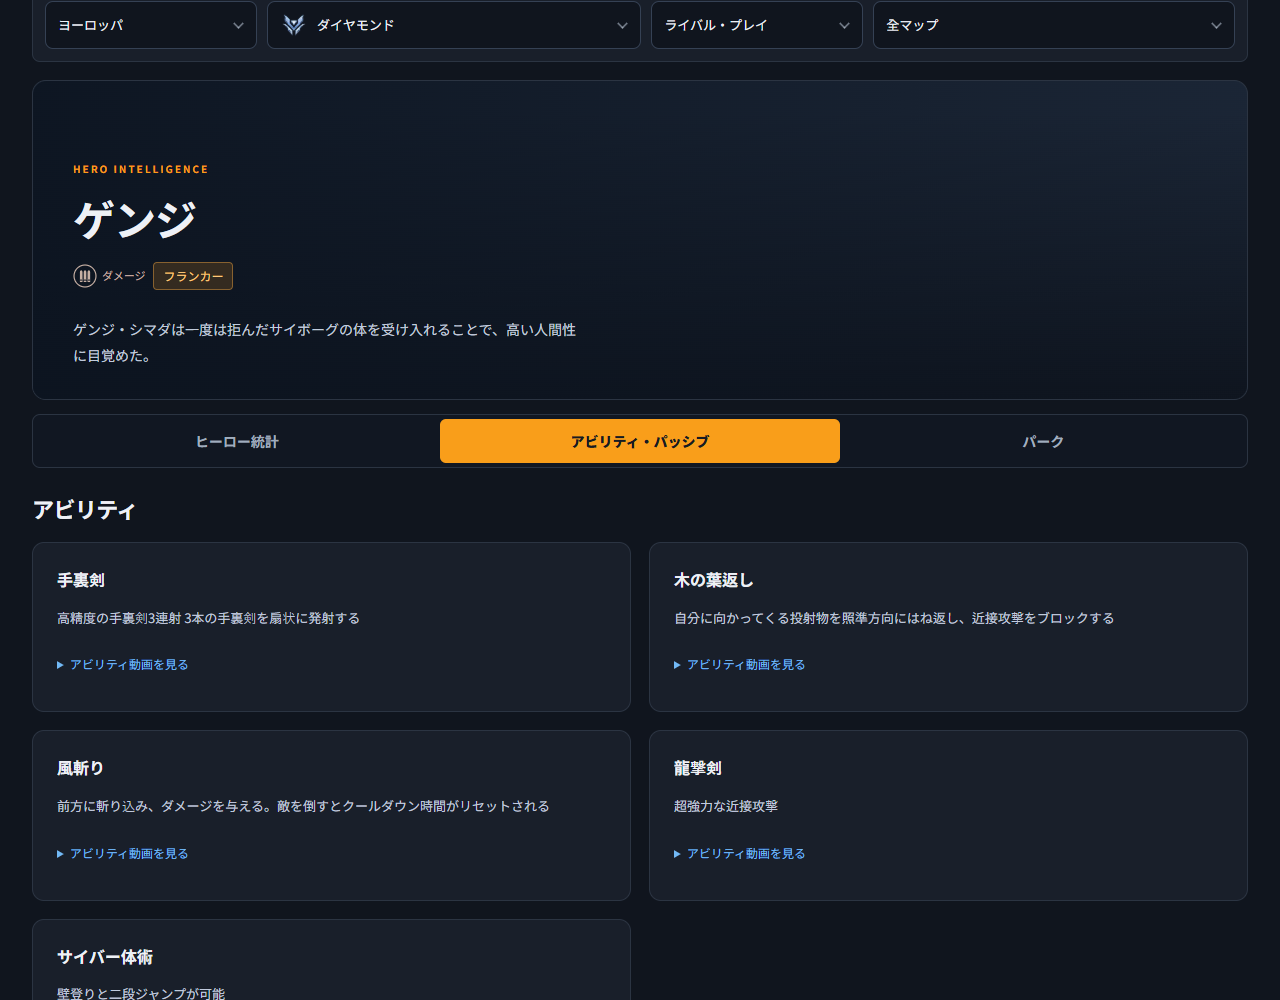 ヨーロッパ
ダイヤモンド
ライバル・プレイ
全マップ
HERO INTELLIGENCE
ゲンジ
ダメージ
フランカー
ゲンジ・シマダは一度は拒んだサイボーグの体を受け入れることで、高い人間性
に目覚めた。
ヒーロー統計
アビリティ・パッシブ
パーク
アビリティ
手裏剣
高精度の手裏剣3連射 3本の手裏剣を扇状に発射する
アビリティ動画を見る
木の葉返し
自分に向かってくる投射物を照準方向にはね返し、近接攻撃をブロックする
アビリティ動画を見る
風斬り
前方に斬り込み、ダメージを与える。敵を倒すとクールダウン時間がリセットされる
アビリティ動画を見る
龍撃剣
超強力な近接攻撃
アビリティ動画を見る
サイバー体術
壁登りと二段ジャンプが可能